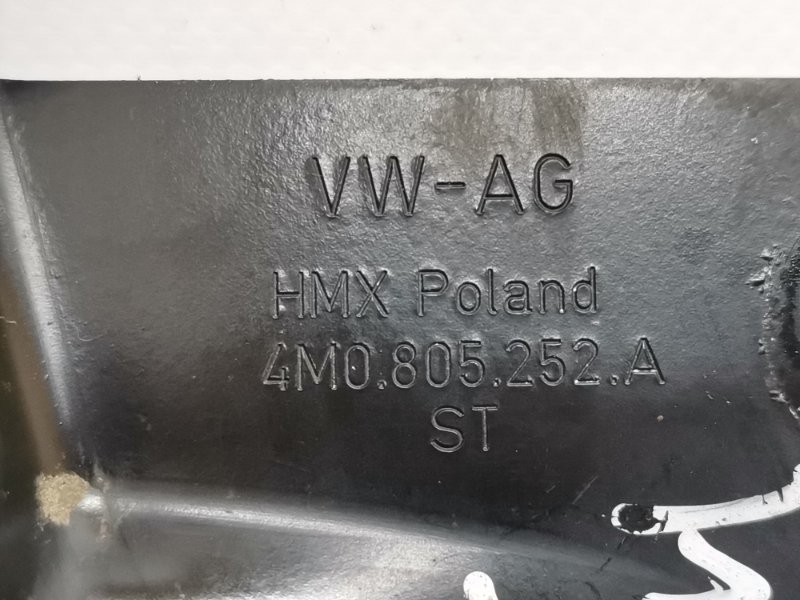 VW-AG
HMX Poland
4M0.805.252.A
ST